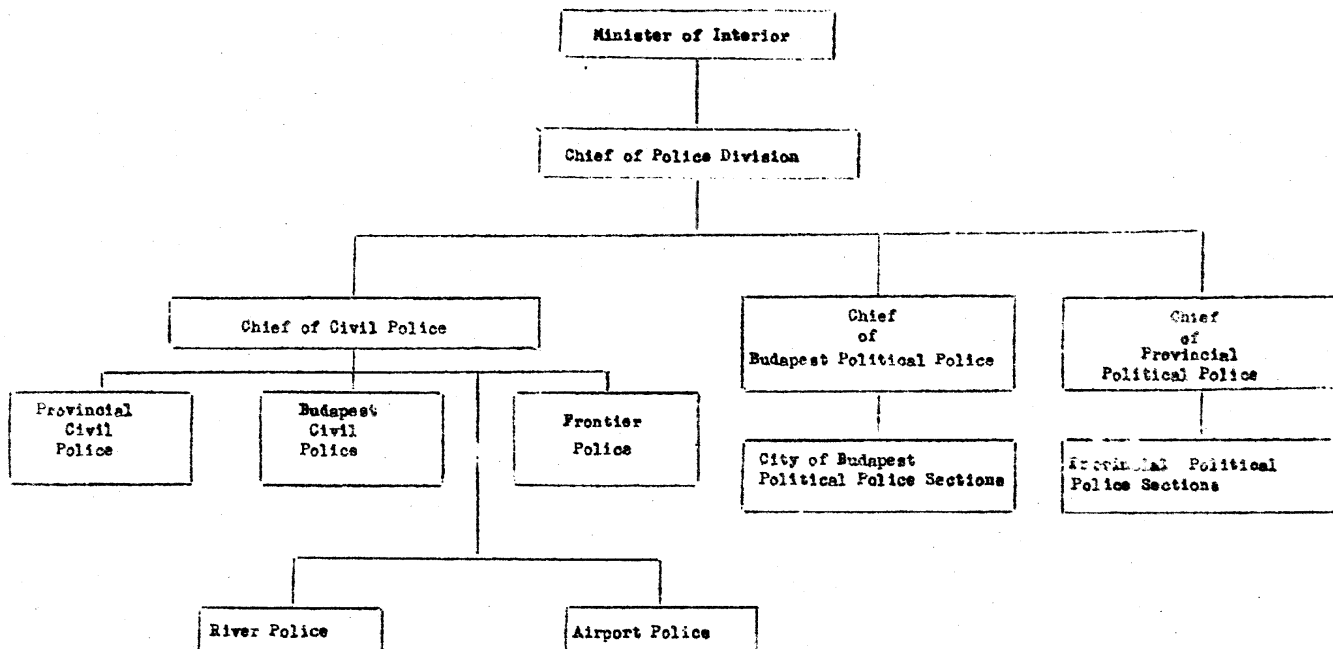 Minister of Interior
Chief of Police Division
Chief of Civil Police
Chief
of
Budapest Political Police
Chief
of
Provincial
Political Police
Provincial
Civil
Police
Budapest
Civil
Police
Frontier
Police
City of Budapest
Political Police Sections
Provincial Political
Police Sections
River Police
Airport Police